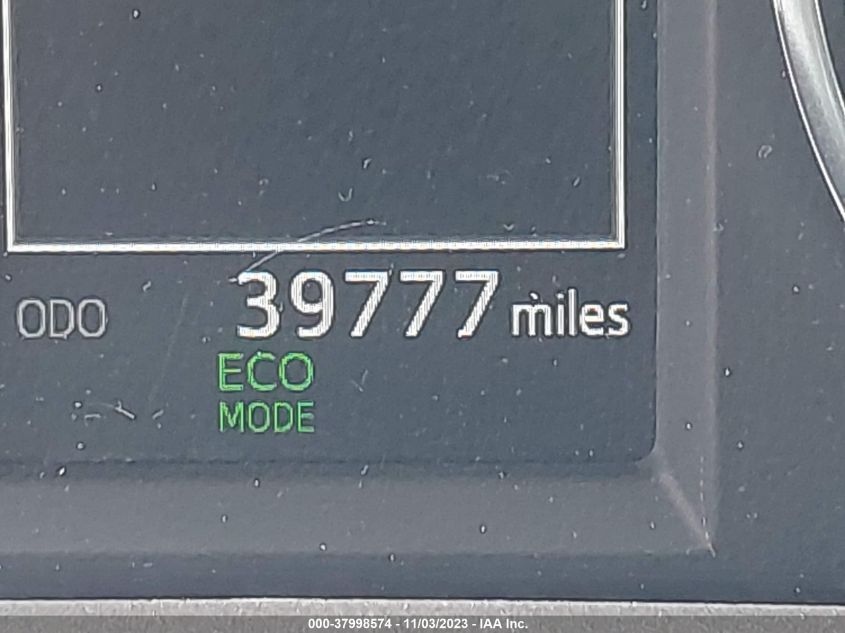 ODO 39777 miles
ECO
MODE
000-37998574 - 11/03/2023 - IAA Inc.